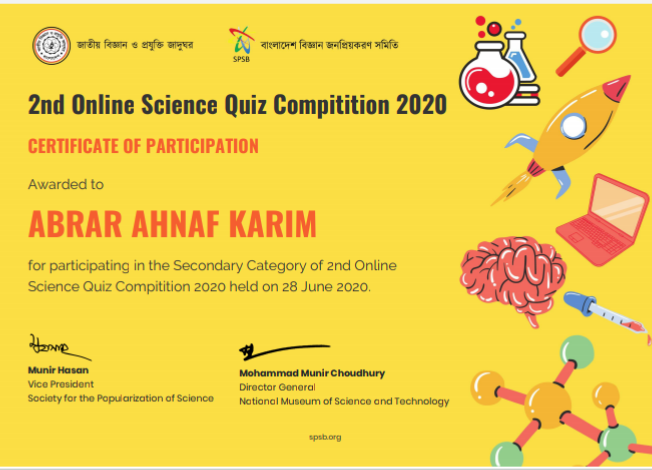 জাতীয় বিজ্ঞান ও প্রযুক্তি জাদুঘর
SPSB
বাংলাদেশ বিজ্ঞান জনপ্রিয়করণ সমিতি
2nd Online Science Quiz Compitition 2020
CERTIFICATE OF PARTICIPATION
Awarded to
ABRAR AHNAF KARIM
for participating in the Secondary Category of 2nd Online
Science Quiz Compitition 2020 held on 28 June 2020.
Munir Hasan
Vice President
Society for the Popularization of Science
Mohammad Munir Choudhury
Director General
National Museum of Science and Technology
spsb.org